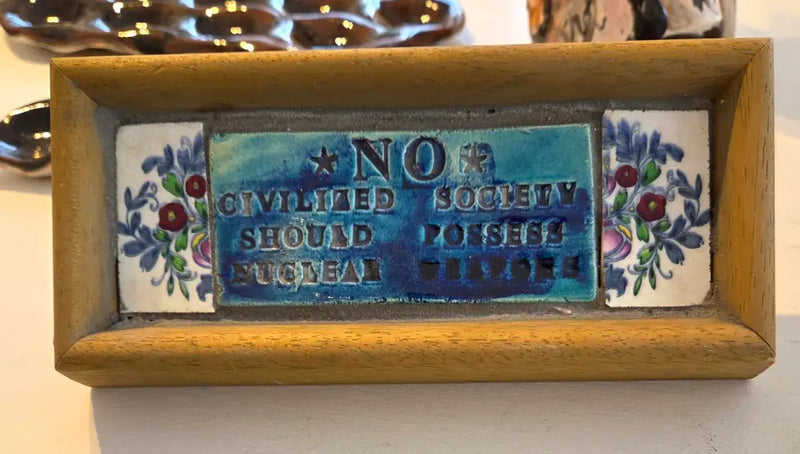 ★ NO ★
CIVILIZED SOCIETY
SHOULD POSSESS
NUCLEAR WEAPONS